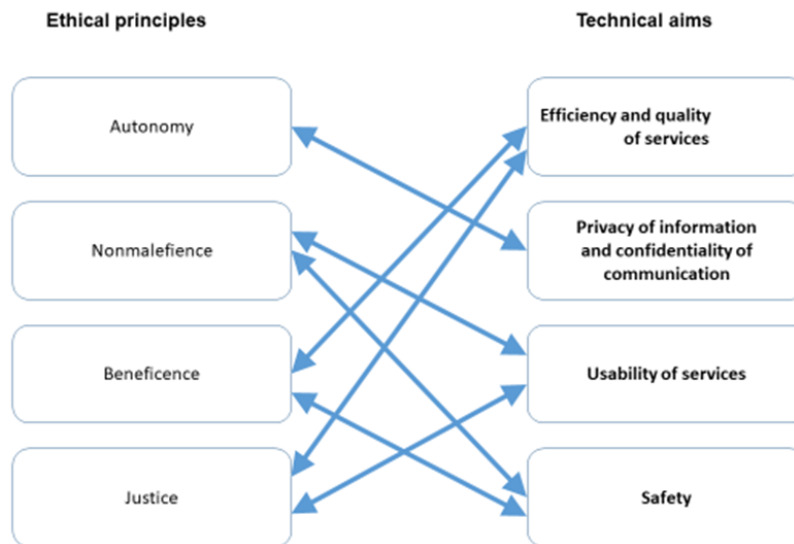 Ethical principles
Technical aims
Autonomy
Efficiency and quality
of services
Nonmalefience
Privacy of information
and confidentiality of
communication
Beneficence
Usability of services
Justice
Safety